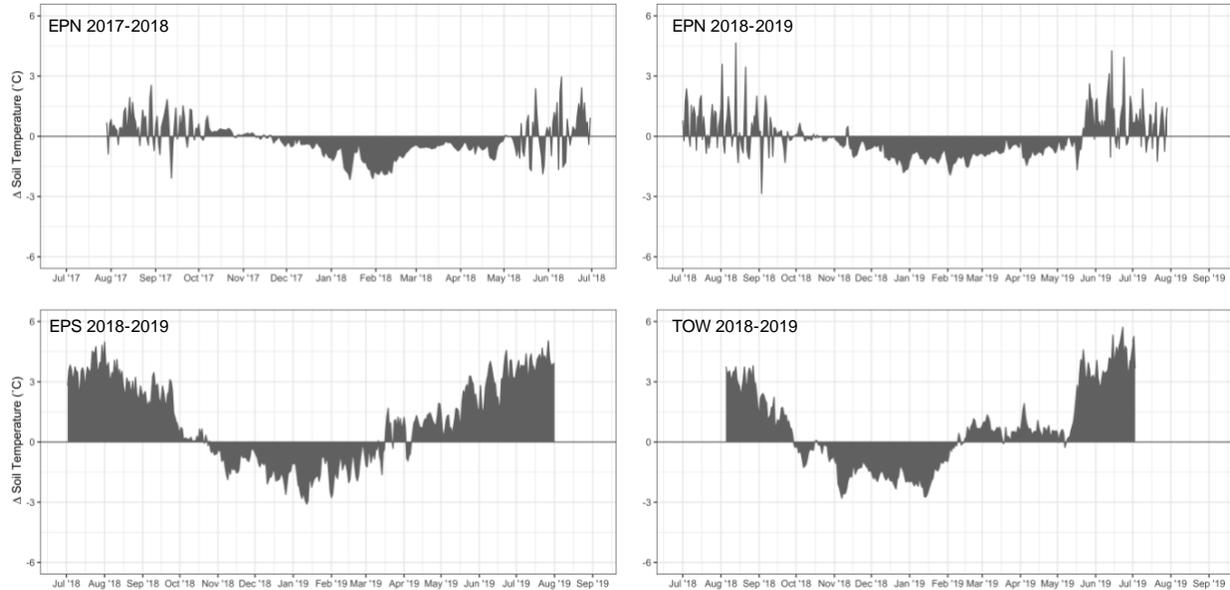 EPN 2017-2018
6
3
0
-3
-6
Δ Soil Temperature (˚C)
Jul '17 Aug '17 Sep '17 Oct '17 Nov '17 Dec '17 Jan '18 Feb '18 Mar '18 Apr '18 May '18 Jun '18 Jul '18
EPN 2018-2019
6
3
0
-3
-6
Jul '18 Aug '18 Sep '18 Oct '18 Nov '18 Dec '18 Jan '19 Feb '19 Mar '19 Apr '19 May '19 Jun '19 Jul '19 Aug '19 Sep '19
EPS 2018-2019
6
3
0
-3
-6
Δ Soil Temperature (˚C)
Jul '18 Aug '18 Sep '18 Oct '18 Nov '18 Dec '18 Jan '19 Feb '19 Mar '19 Apr '19 May '19 Jun '19 Jul '19 Aug '19 Sep '19
TOW 2018-2019
6
3
0
-3
-6
Jul '18 Aug '18 Sep '18 Oct '18 Nov '18 Dec '18 Jan '19 Feb '19 Mar '19 Apr '19 May '19 Jun '19 Jul '19 Aug '19 Sep '19